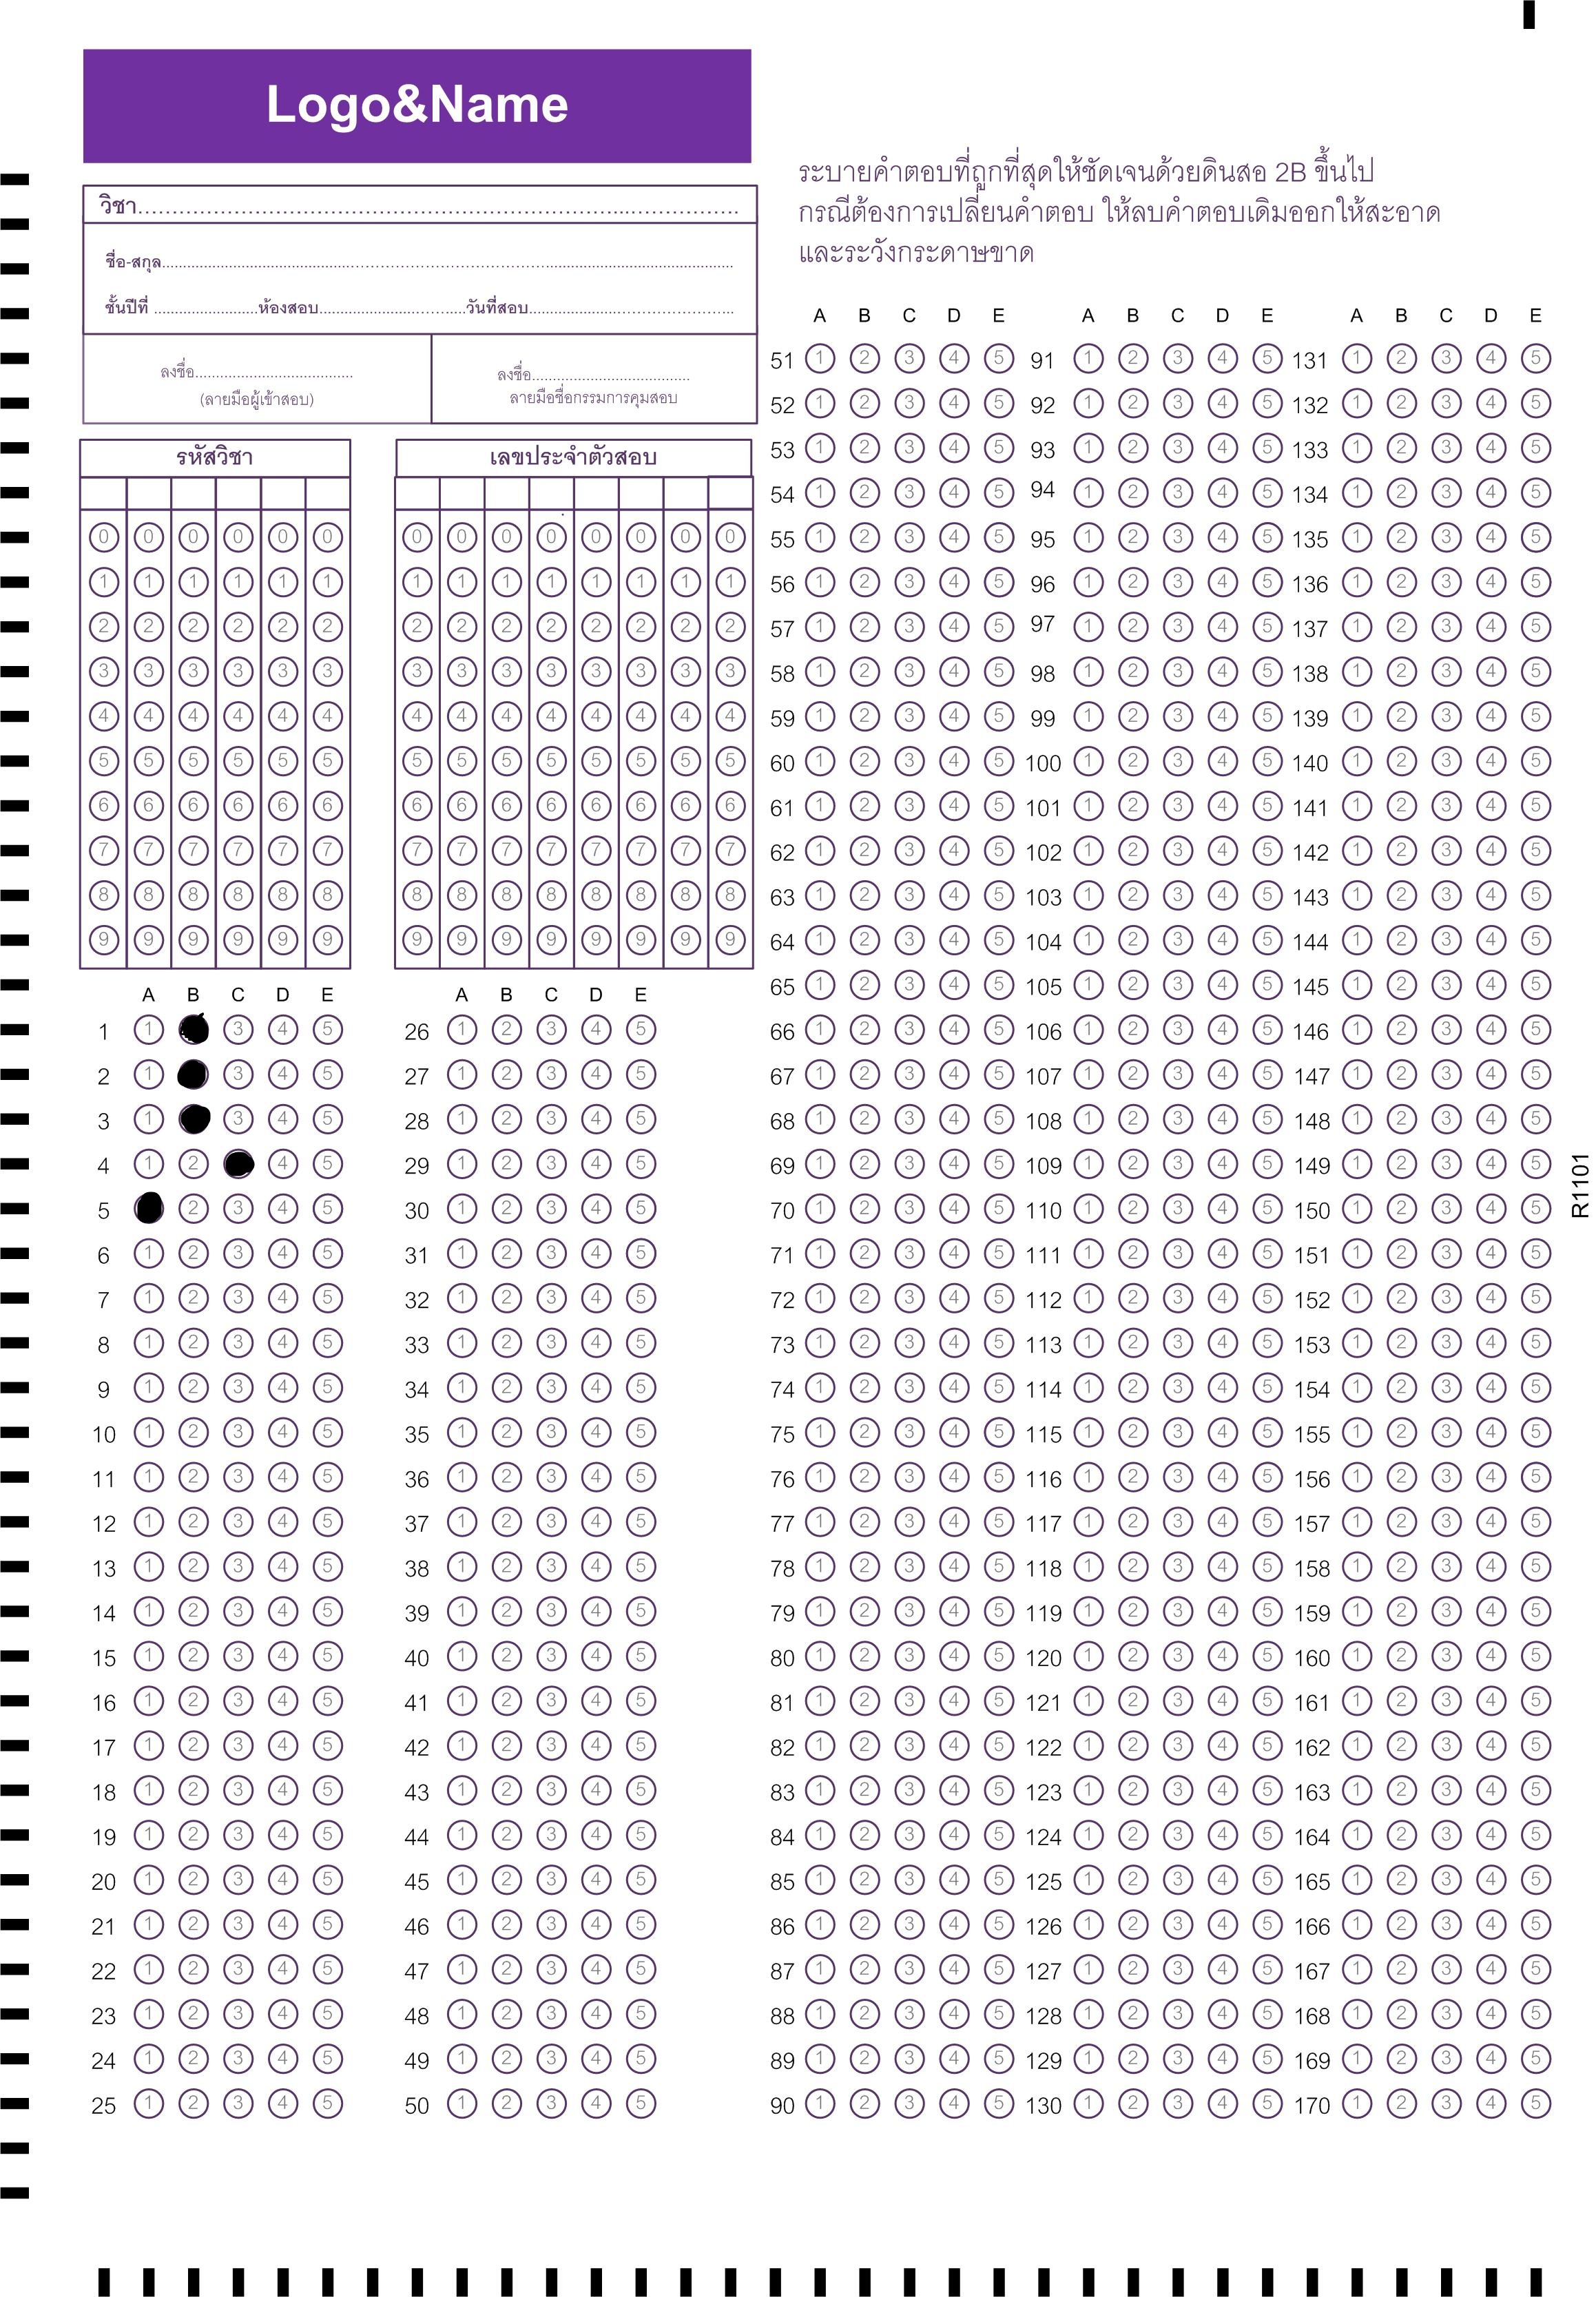 Logo&Name
วิชา......................................................................................
ชื่อ-สกุล......................................................................................
ชั้นปีที่ .........................ห้องสอบ...................................วันที่สอบ.................................................
ลงชื่อ......................................
(ลายมือผู้เข้าสอบ)
ลงชื่อ......................................
ลายมือชื่อกรรมการคุมสอบ
รหัสวิชา
0 0 0 0 0 0
1 1 1 1 1 1
2 2 2 2 2 2
3 3 3 3 3 3
4 4 4 4 4 4
5 5 5 5 5 5
6 6 6 6 6 6
7 7 7 7 7 7
8 8 8 8 8 8
9 9 9 9 9 9
เลขประจำตัวสอบ
0 0 0 0 0 0 0 0
1 1 1 1 1 1 1 1
2 2 2 2 2 2 2 2
3 3 3 3 3 3 3 3
4 4 4 4 4 4 4 4
5 5 5 5 5 5 5 5
6 6 6 6 6 6 6 6
7 7 7 7 7 7 7 7
8 8 8 8 8 8 8 8
9 9 9 9 9 9 9 9
A B C D E A B C D E
1 1 3 4 5 26 1 2 3 4 5
2 1 3 4 5 27 1 2 3 4 5
3 1 3 4 5 28 1 2 3 4 5
4 1 2 4 5 29 1 2 3 4 5
5 2 3 4 5 30 1 2 3 4 5
6 1 2 3 4 5 31 1 2 3 4 5
7 1 2 3 4 5 32 1 2 3 4 5
8 1 2 3 4 5 33 1 2 3 4 5
9 1 2 3 4 5 34 1 2 3 4 5
10 1 2 3 4 5 35 1 2 3 4 5
11 1 2 3 4 5 36 1 2 3 4 5
12 1 2 3 4 5 37 1 2 3 4 5
13 1 2 3 4 5 38 1 2 3 4 5
14 1 2 3 4 5 39 1 2 3 4 5
15 1 2 3 4 5 40 1 2 3 4 5
16 1 2 3 4 5 41 1 2 3 4 5
17 1 2 3 4 5 42 1 2 3 4 5
18 1 2 3 4 5 43 1 2 3 4 5
19 1 2 3 4 5 44 1 2 3 4 5
20 1 2 3 4 5 45 1 2 3 4 5
21 1 2 3 4 5 46 1 2 3 4 5
22 1 2 3 4 5 47 1 2 3 4 5
23 1 2 3 4 5 48 1 2 3 4 5
24 1 2 3 4 5 49 1 2 3 4 5
25 1 2 3 4 5 50 1 2 3 4 5
ระบายคำตอบที่ถูกที่สุดให้ชัดเจนด้วยดินสอ 2B ขึ้นไป
กรณีต้องการเปลี่ยนคำตอบ ให้ลบคำตอบเดิมออกให้สะอาด
และระวังกระดาษขาด
A B C D E A B C D E A B C D E
51 1 2 3 4 5 91 1 2 3 4 5 131 1 2 3 4 5
52 1 2 3 4 5 92 1 2 3 4 5 132 1 2 3 4 5
53 1 2 3 4 5 93 1 2 3 4 5 133 1 2 3 4 5
54 1 2 3 4 5 94 1 2 3 4 5 134 1 2 3 4 5
55 1 2 3 4 5 95 1 2 3 4 5 135 1 2 3 4 5
56 1 2 3 4 5 96 1 2 3 4 5 136 1 2 3 4 5
57 1 2 3 4 5 97 1 2 3 4 5 137 1 2 3 4 5
58 1 2 3 4 5 98 1 2 3 4 5 138 1 2 3 4 5
59 1 2 3 4 5 99 1 2 3 4 5 139 1 2 3 4 5
60 1 2 3 4 5 100 1 2 3 4 5 140 1 2 3 4 5
61 1 2 3 4 5 101 1 2 3 4 5 141 1 2 3 4 5
62 1 2 3 4 5 102 1 2 3 4 5 142 1 2 3 4 5
63 1 2 3 4 5 103 1 2 3 4 5 143 1 2 3 4 5
64 1 2 3 4 5 104 1 2 3 4 5 144 1 2 3 4 5
65 1 2 3 4 5 105 1 2 3 4 5 145 1 2 3 4 5
66 1 2 3 4 5 106 1 2 3 4 5 146 1 2 3 4 5
67 1 2 3 4 5 107 1 2 3 4 5 147 1 2 3 4 5
68 1 2 3 4 5 108 1 2 3 4 5 148 1 2 3 4 5
69 1 2 3 4 5 109 1 2 3 4 5 149 1 2 3 4 5
70 1 2 3 4 5 110 1 2 3 4 5 150 1 2 3 4 5
71 1 2 3 4 5 111 1 2 3 4 5 151 1 2 3 4 5
72 1 2 3 4 5 112 1 2 3 4 5 152 1 2 3 4 5
73 1 2 3 4 5 113 1 2 3 4 5 153 1 2 3 4 5
74 1 2 3 4 5 114 1 2 3 4 5 154 1 2 3 4 5
75 1 2 3 4 5 115 1 2 3 4 5 155 1 2 3 4 5
76 1 2 3 4 5 116 1 2 3 4 5 156 1 2 3 4 5
77 1 2 3 4 5 117 1 2 3 4 5 157 1 2 3 4 5
78 1 2 3 4 5 118 1 2 3 4 5 158 1 2 3 4 5
79 1 2 3 4 5 119 1 2 3 4 5 159 1 2 3 4 5
80 1 2 3 4 5 120 1 2 3 4 5 160 1 2 3 4 5
81 1 2 3 4 5 121 1 2 3 4 5 161 1 2 3 4 5
82 1 2 3 4 5 122 1 2 3 4 5 162 1 2 3 4 5
83 1 2 3 4 5 123 1 2 3 4 5 163 1 2 3 4 5
84 1 2 3 4 5 124 1 2 3 4 5 164 1 2 3 4 5
85 1 2 3 4 5 125 1 2 3 4 5 165 1 2 3 4 5
86 1 2 3 4 5 126 1 2 3 4 5 166 1 2 3 4 5
87 1 2 3 4 5 127 1 2 3 4 5 167 1 2 3 4 5
88 1 2 3 4 5 128 1 2 3 4 5 168 1 2 3 4 5
89 1 2 3 4 5 129 1 2 3 4 5 169 1 2 3 4 5
90 1 2 3 4 5 130 1 2 3 4 5 170 1 2 3 4 5
R1101